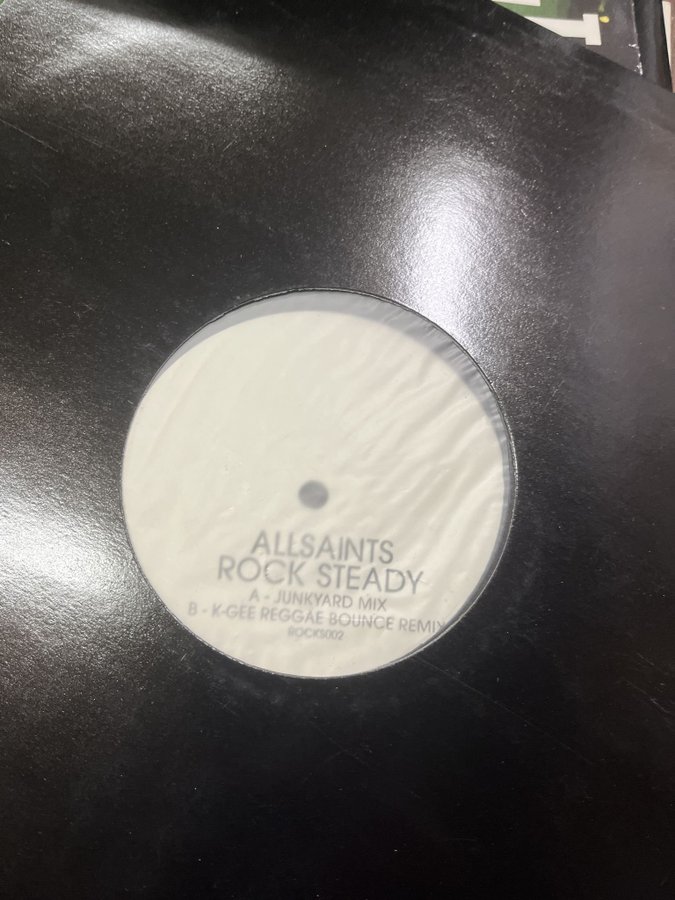 ALLSAINTS
ROCK STEADY
A - JUNKYARD MIX
B - K-GEE REGGAE BOUNCE REMIX
ROCKS002